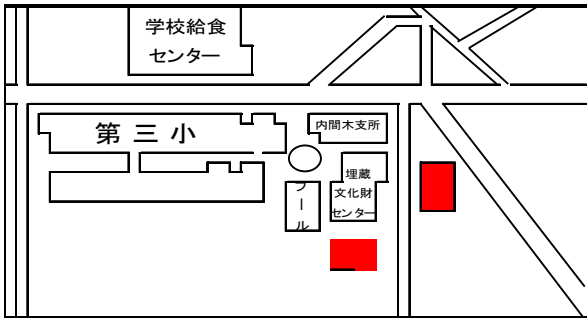 学校給食
センター
第三小
内間木支所
埋蔵
文化財
センター
プール